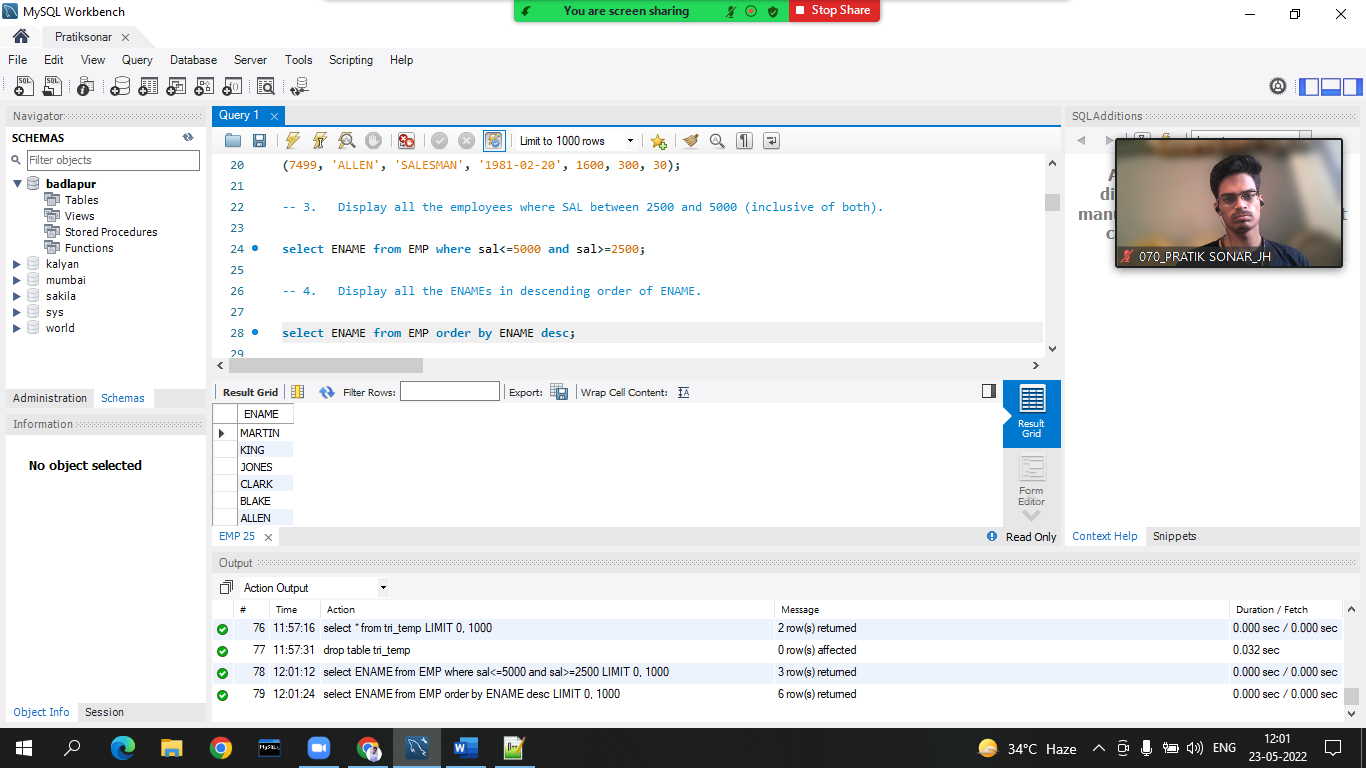 You are screen sharing
Stop Share
MySQL Workbench
Pratiksonar
File Edit View Query Database Server Tools Scripting Help
Navigator
SCHEMAS
Filter objects
badlapur
Tables
Views
Stored Procedures
Functions
kalyan
mumbai
sakila
sys
world
Administration Schemas
Information
No object selected
Object Info Session
Query 1
Limit to 1000 rows
20 (7499, 'ALLEN', 'SALESMAN', '1981-02-20', 1600, 300, 30);
21
22 -- 3. Display all the employees where SAL between 2500 and 5000 (inclusive of both).
23
24 select ENAME from EMP where sal<=5000 and sal>=2500;
25
26 -- 4. Display all the ENAMEs in descending order of ENAME.
27
28 select ENAME from EMP order by ENAME desc;
29
Result Grid Filter Rows: Export: Wrap Cell Content:
ENAME
MARTIN
KING
JONES
CLARK
BLAKE
ALLEN
Result
Grid
Form
Editor
EMP 25
Read Only
SQLAdditions
070_PRATIK SONAR_JH
Context Help Snippets
Output
Action Output
# Time Action Message Duration / Fetch
76 11:57:16 select * from tri_temp LIMIT 0, 1000 2 row(s) returned 0.000 sec / 0.000 sec
77 11:57:31 drop table tri_temp 0 row(s) affected 0.032 sec
78 12:01:12 select ENAME from EMP where sal<=5000 and sal>=2500 LIMIT 0, 1000 3 row(s) returned 0.000 sec / 0.000 sec
79 12:01:24 select ENAME from EMP order by ENAME desc LIMIT 0, 1000 6 row(s) returned 0.000 sec / 0.000 sec
34°C Haze
ENG
12:01
23-05-2022